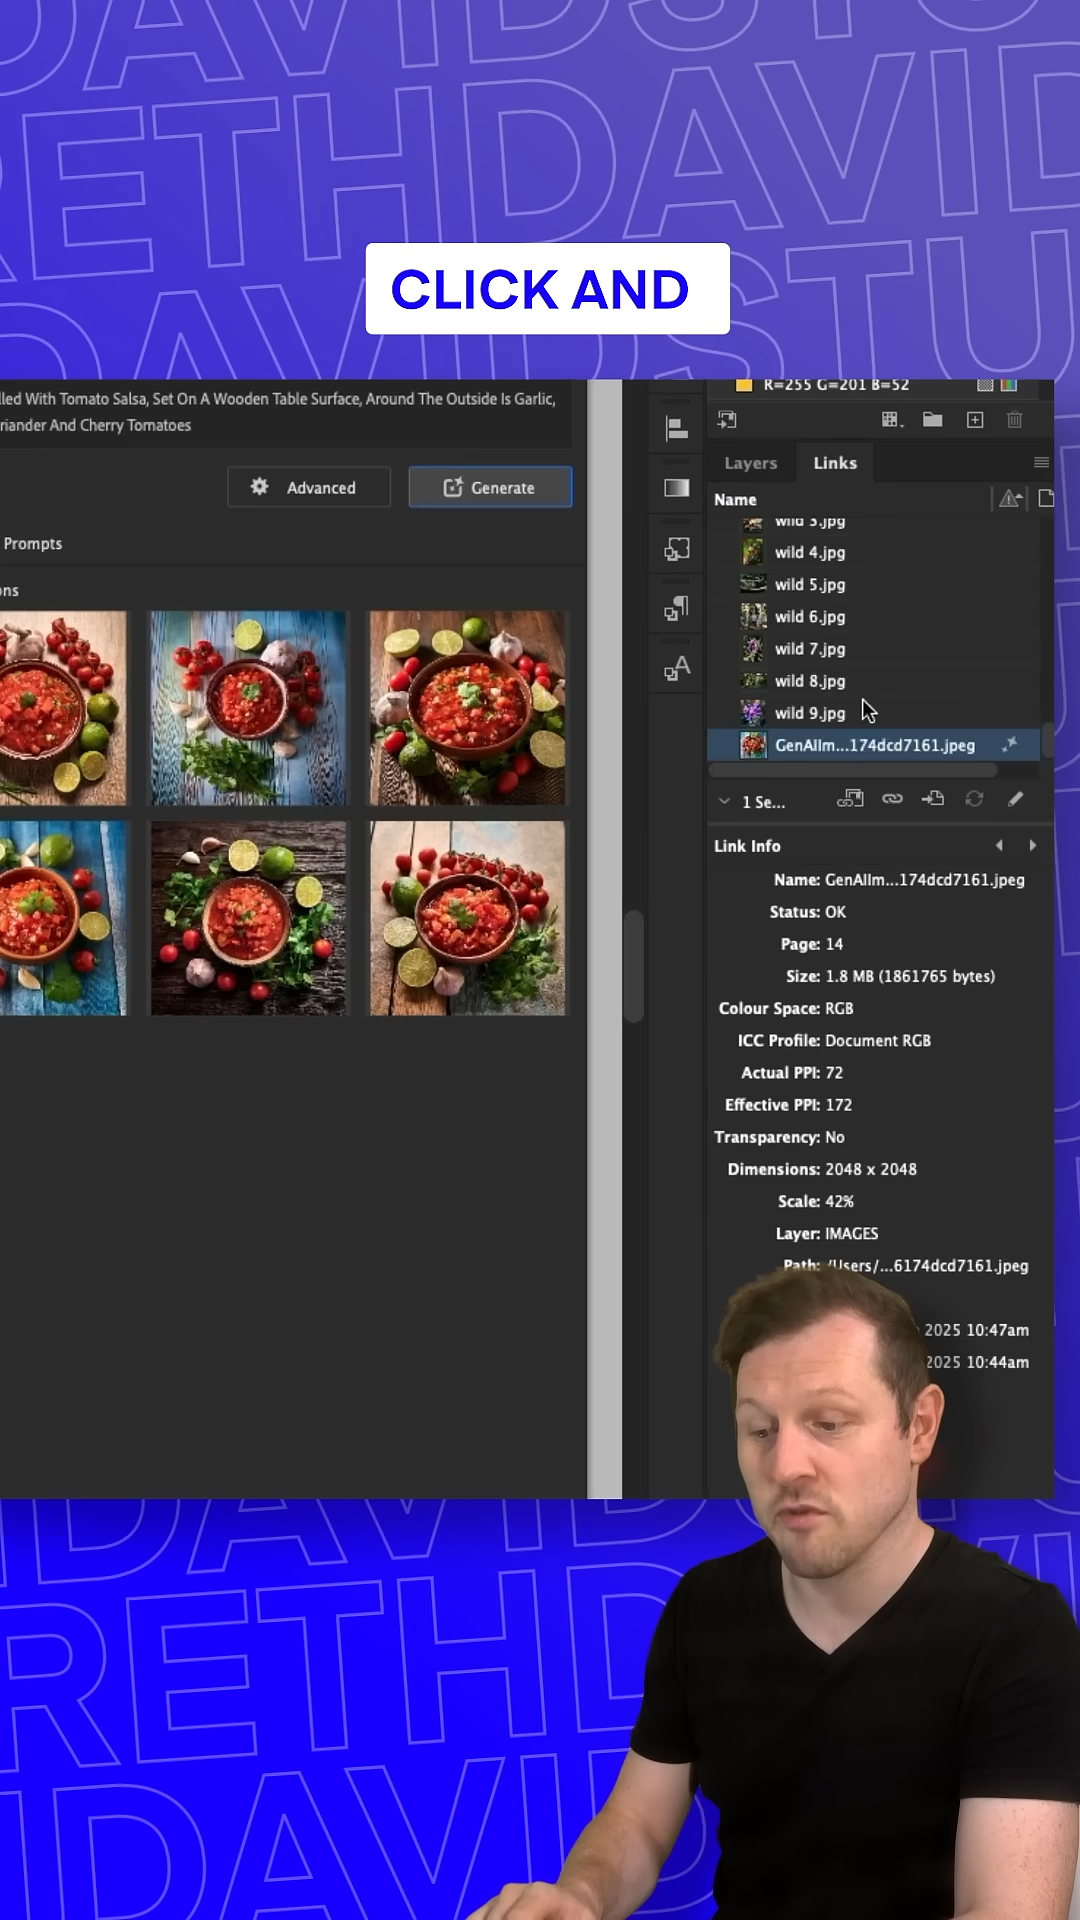 DAVIDSTU
RETHDAVID
DAVIDSTU
CLICK AND
R=255 G=201 B=52
lled With Tomato Salsa, Set On A Wooden Table Surface, Around The Outside Is Garlic,
riander And Cherry Tomatoes
Advanced
Generate
Prompts
ons
Layers
Links
Name
wild 3.jpg
wild 4.jpg
wild 5.jpg
wild 6.jpg
wild 7.jpg
wild 8.jpg
wild 9.jpg
GenAIIm...174dcd7161.jpeg
1 Se...
Link Info
Name: GenAIIm...174dcd7161.jpeg
Status: OK
Page: 14
Size: 1.8 MB (1861765 bytes)
Colour Space: RGB
ICC Profile: Document RGB
Actual PPI: 72
Effective PPI: 172
Transparency: No
Dimensions: 2048 x 2048
Scale: 42%
Layer: IMAGES
Path: /Users/...6174dcd7161.jpeg
2025 10:47am
2025 10:44am
RETHD
DAVID